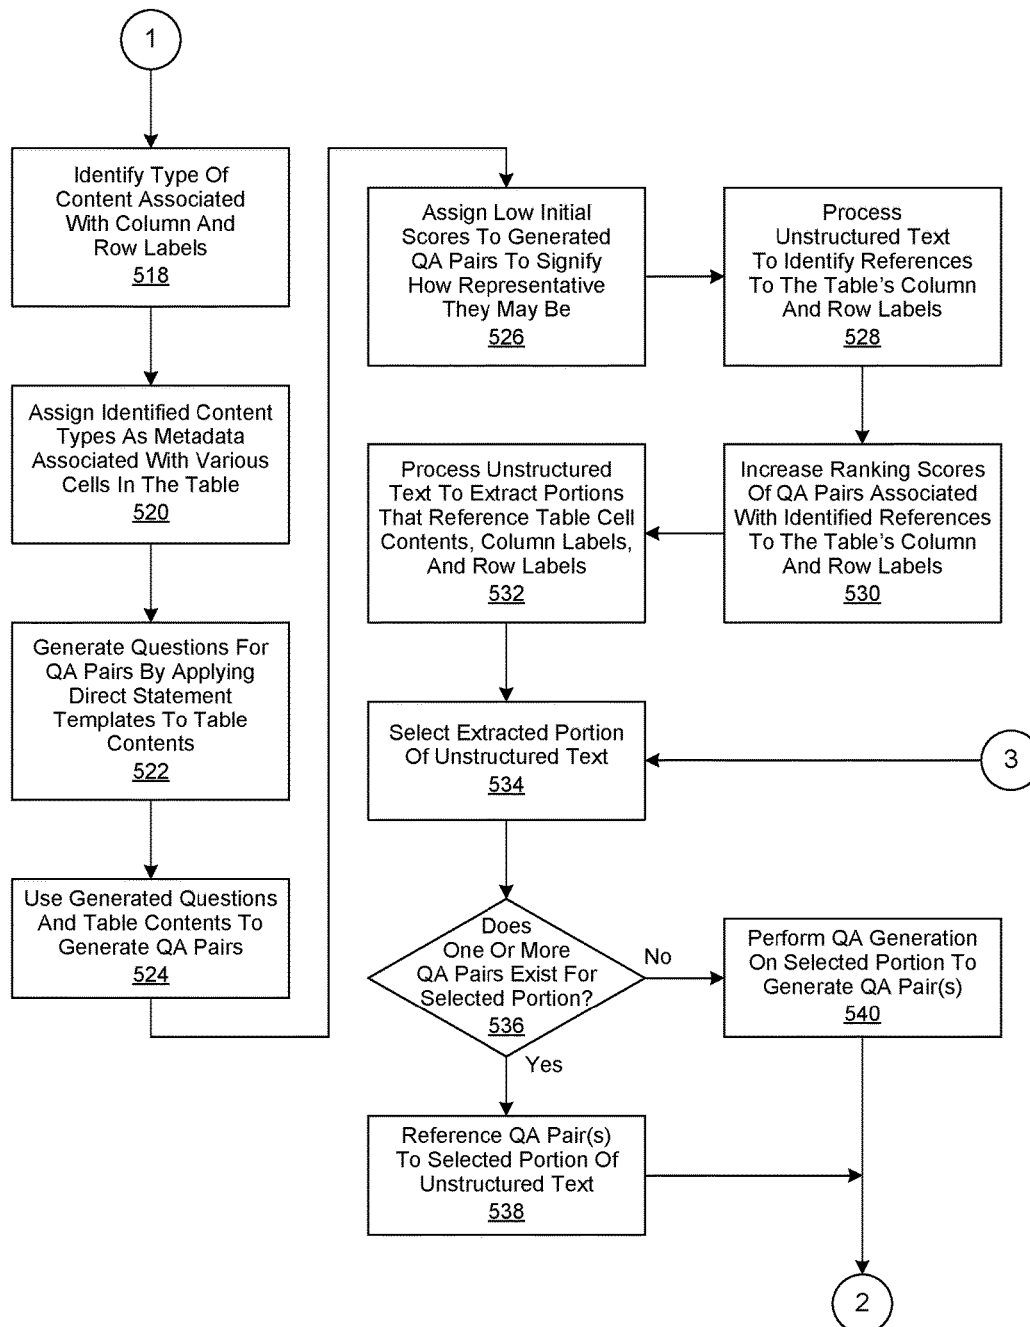 1
Identify Type Of
Content Associated
With Column And
Row Labels
518
Assign Identified Content
Types As Metadata
Associated With Various
Cells In The Table
520
Generate Questions For
QA Pairs By Applying
Direct Statement
Templates To Table
Contents
522
Use Generated Questions
And Table Contents To
Generate QA Pairs
524
Assign Low Initial
Scores To Generated
QA Pairs To Signify
How Representative
They May Be
526
Process
Unstructured Text
To Identify References
To The Table's Column
And Row Labels
528
Increase Ranking Scores
Of QA Pairs Associated
With Identified References
To The Table's Column
And Row Labels
530
Process Unstructured
Text To Extract Portions
That Reference Table Cell
Contents, Column Labels,
And Row Labels
532
Select Extracted Portion
Of Unstructured Text
534
3
Does
One Or More
QA Pairs Exist For
Selected Portion?
536
No
Yes
Perform QA Generation
On Selected Portion To
Generate QA Pair(s)
540
Reference QA Pair(s)
To Selected Portion Of
Unstructured Text
538
2